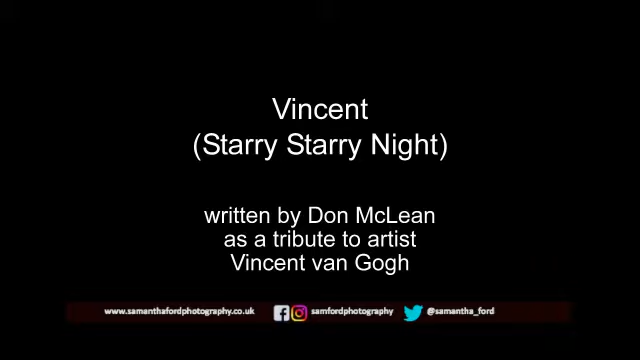 Vincent
(Starry Starry Night)
written by Don McLean
as a tribute to artist
Vincent van Gogh
www.samanthafordphotography.co.uk samfordphotography @samantha_ford